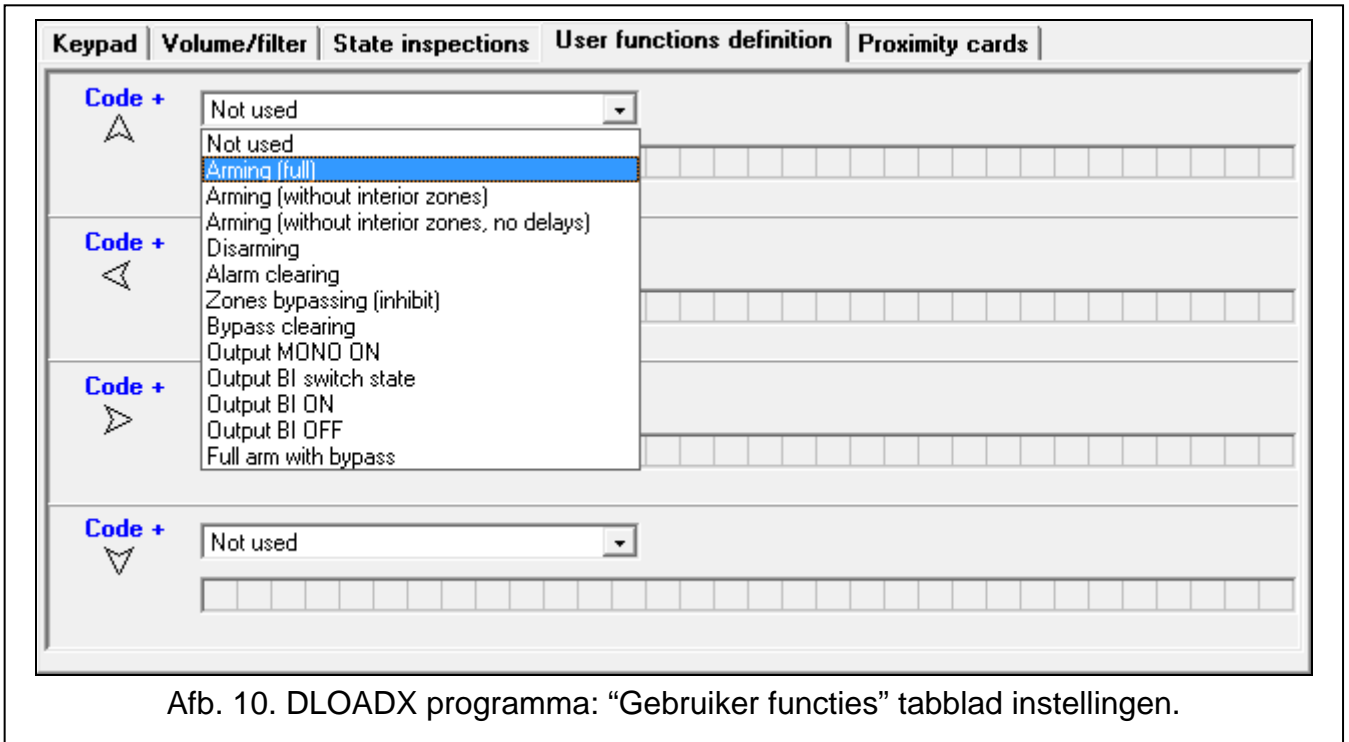 Keypad Volume/filter State inspections User functions definition Proximity cards
Code +
Not used
Not used
Arming (full)
Arming (without interior zones)
Arming (without interior zones, no delays)
Code +
Disarming
Alarm clearing
Zones bypassing (inhibit)
Bypass clearing
Output MONO ON
Code +
Output BI switch state
Output BI ON
Output BI OFF
Full arm with bypass
Code +
Not used
Afb. 10. DLOADX programma: “Gebruiker functies” tabblad instellingen.